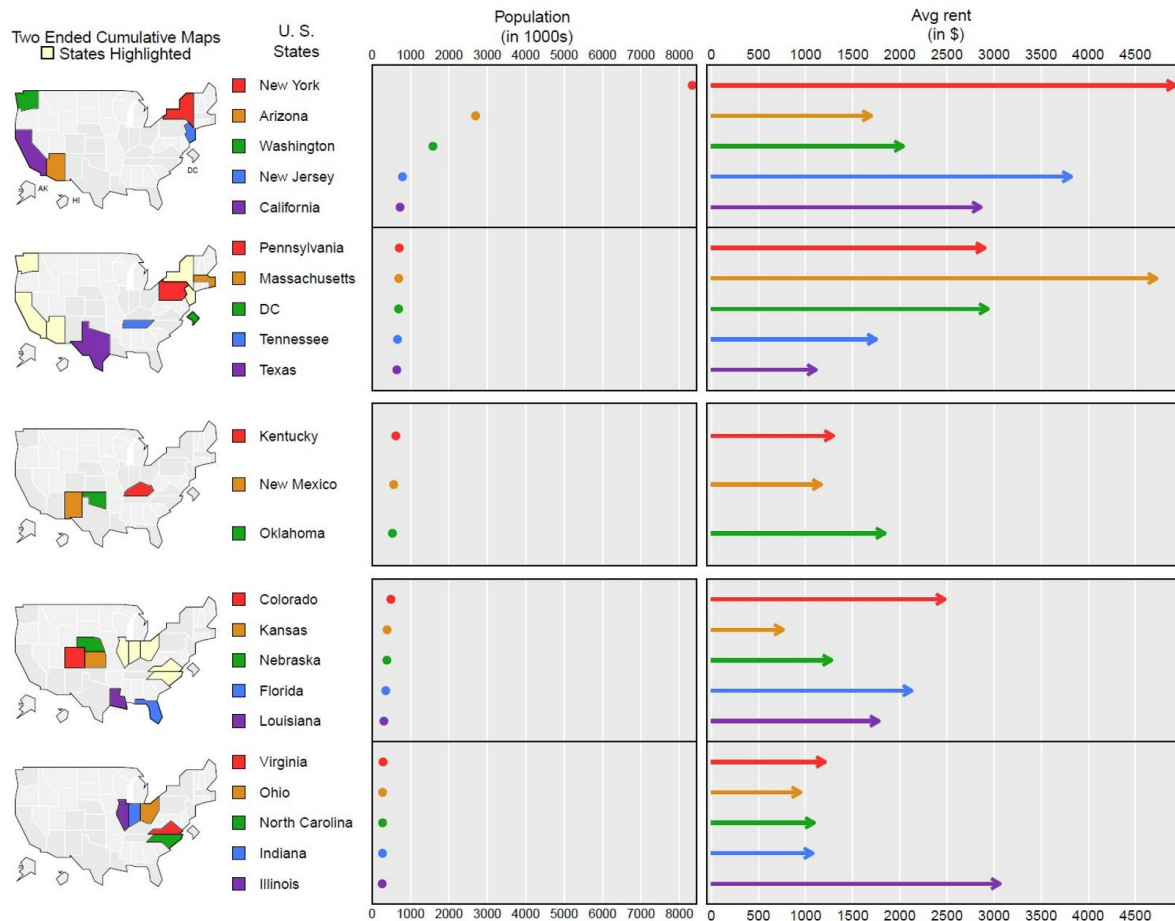 Two Ended Cumulative Maps
States Highlighted
U. S.
States
Population
(in 1000s)
Avg rent
(in $)
0 1000 2000 3000 4000 5000 6000 7000 8000
0 500 1000 1500 2000 2500 3000 3500 4000 4500
New York
Arizona
Washington
New Jersey
California
DC
AK
HI
Pennsylvania
Massachusetts
DC
Tennessee
Texas
Kentucky
New Mexico
Oklahoma
Colorado
Kansas
Nebraska
Florida
Louisiana
Virginia
Ohio
North Carolina
Indiana
Illinois
0 1000 2000 3000 4000 5000 6000 7000 8000
0 500 1000 1500 2000 2500 3000 3500 4000 4500